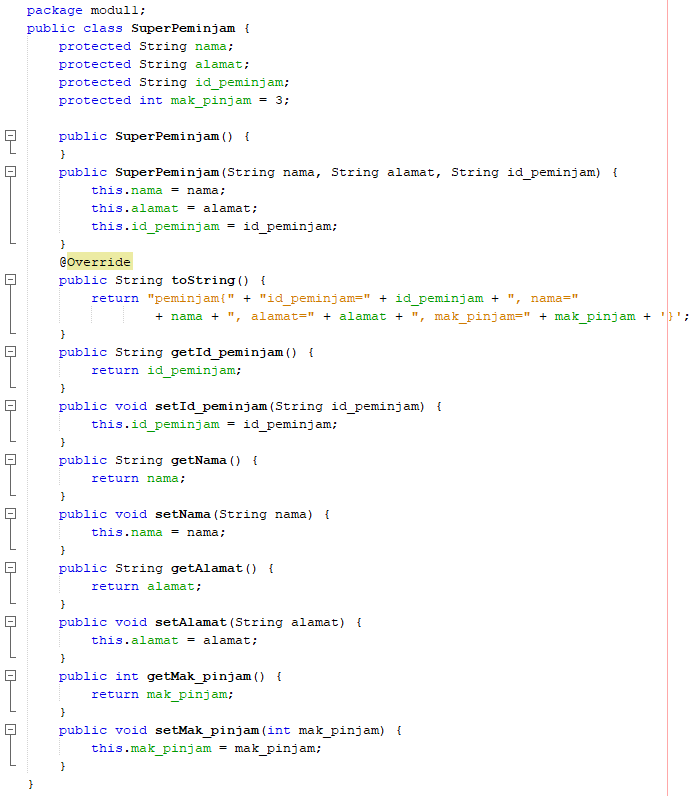 package modul1;
public class SuperPeminjam {
    protected String nama;
    protected String alamat;
    protected String id_peminjam;
    protected int mak_pinjam = 3;

    public SuperPeminjam() {
    }
    public SuperPeminjam(String nama, String alamat, String id_peminjam) {
        this.nama = nama;
        this.alamat = alamat;
        this.id_peminjam = id_peminjam;
    }
    @Override
    public String toString() {
        return "peminjam{" + "id_peminjam=" + id_peminjam + ", nama="
                + nama + ", alamat=" + alamat + ", mak_pinjam=" + mak_pinjam + '}';
    }
    public String getId_peminjam() {
        return id_peminjam;
    }
    public void setId_peminjam(String id_peminjam) {
        this.id_peminjam = id_peminjam;
    }
    public String getNama() {
        return nama;
    }
    public void setNama(String nama) {
        this.nama = nama;
    }
    public String getAlamat() {
        return alamat;
    }
    public void setAlamat(String alamat) {
        this.alamat = alamat;
    }
    public int getMak_pinjam() {
        return mak_pinjam;
    }
    public void setMak_pinjam(int mak_pinjam) {
        this.mak_pinjam = mak_pinjam;
    }
}